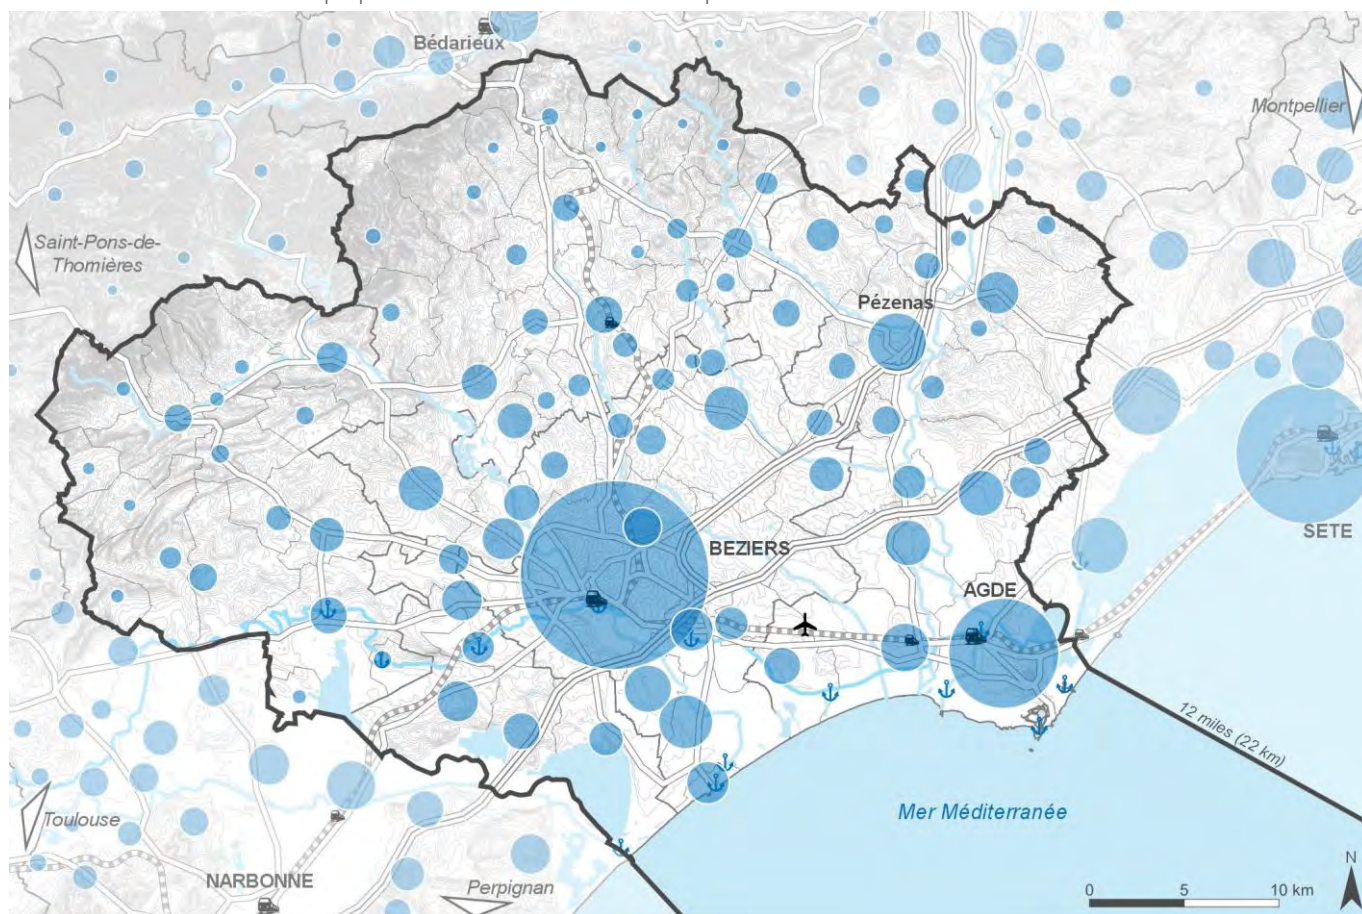 Bédarieux
Montpellier
Saint-Pons-de-
Thomières
Pézenas
BEZIERS
SETE
AGDE
12 miles (22 km)
Mer Méditerranée
Toulouse
NARBONNE
Perpignan
N
0 5 10 km